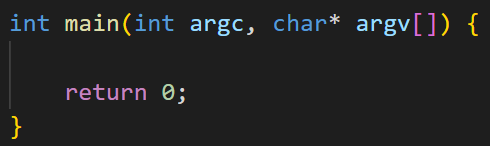 int main(int argc, char* argv[]) {
    return 0;
}